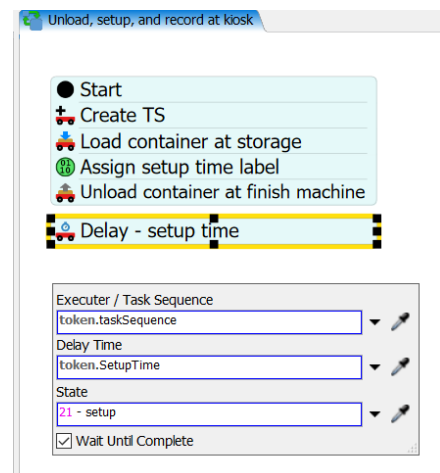 Unload, setup, and record at kiosk
Start
Create TS
Load container at storage
01
10
Assign setup time label
Unload container at finish machine
Delay - setup time
Executer / Task Sequence
token.taskSequence
Delay Time
token.SetupTime
State
21 - setup
Wait Until Complete